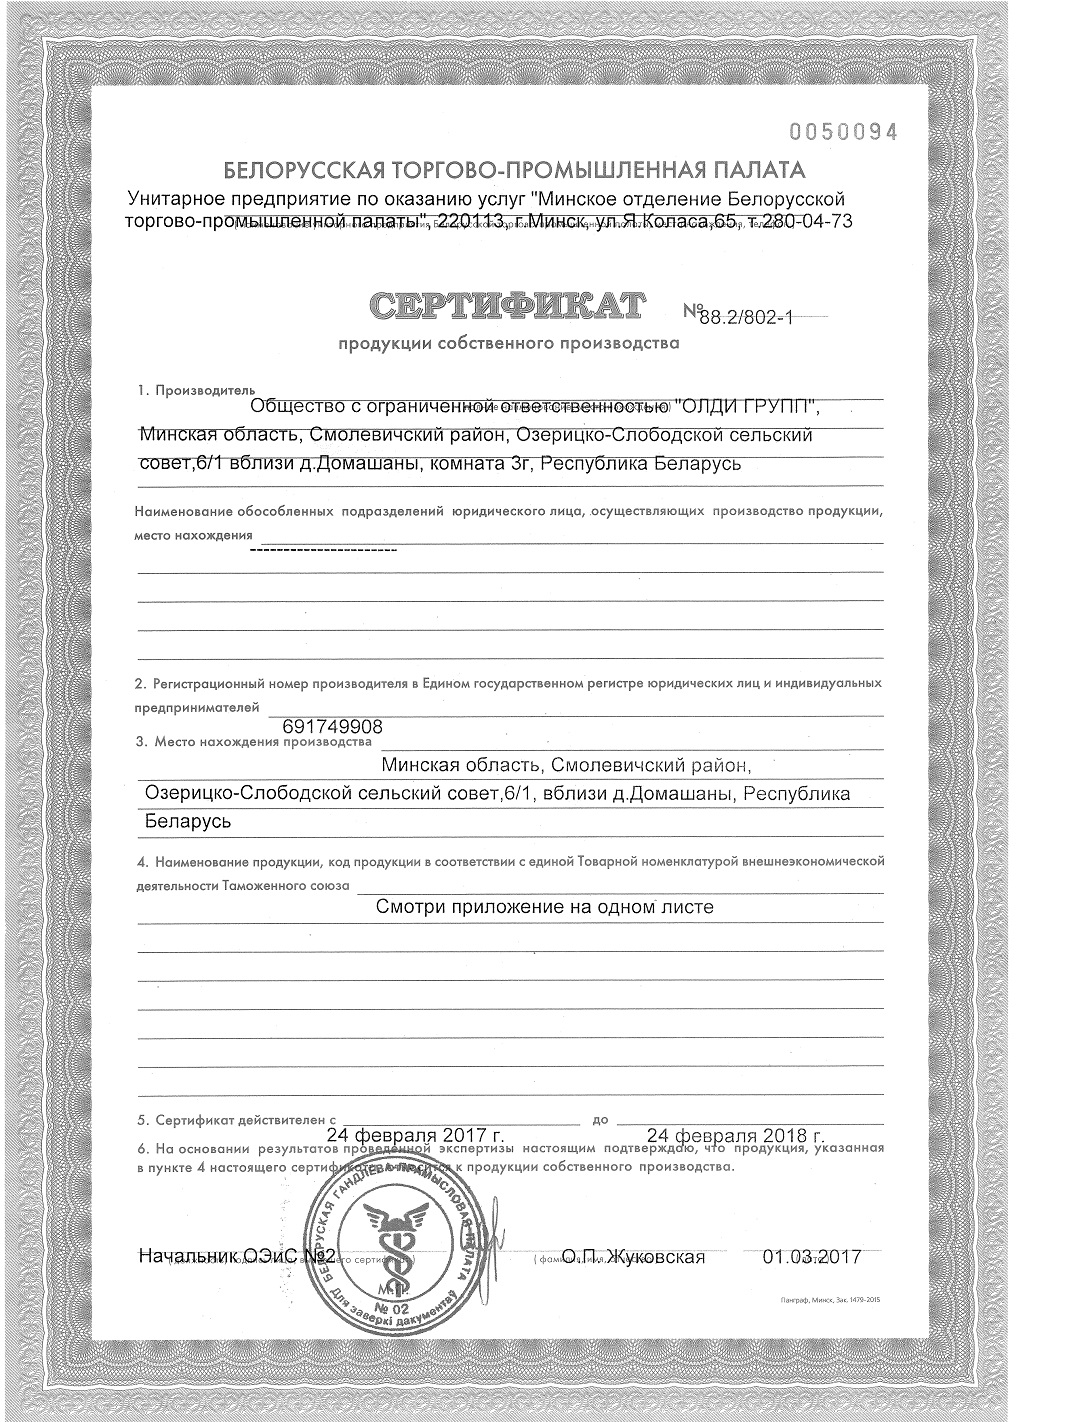 0050094
БЕЛОРУССКАЯ ТОРГОВО-ПРОМЫШЛЕННАЯ ПАЛАТА
Унитарное предприятие по оказанию услуг "Минское отделение Белорусской
торгово-промышленной палаты", 220113, г.Минск, ул.Я.Коласа,65, т.280-04-73
СЕРТИФИКАТ №88.2/802-1
продукции собственного производства
1. Производитель
Общество с ограниченной ответственностью "ОЛДИ ГРУПП",
Минская область, Смолевичский район, Озерицко-Слободской сельский
совет,6/1 вблизи д.Домашаны, комната 3г, Республика Беларусь
Наименование обособленных подразделений юридического лица, осуществляющих производство продукции,
место нахождения
----------------------
2. Регистрационный номер производителя в Едином государственном регистре юридических лиц и индивидуальных
предпринимателей
691749908
3. Место нахождения производства
Минская область, Смолевичский район,
Озерицко-Слободской сельский совет,6/1, вблизи д.Домашаны, Республика
Беларусь
4. Наименование продукции, код продукции в соответствии с единой Товарной номенклатурой внешнеэкономической
деятельности Таможенного союза
Смотри приложение на одном листе
5. Сертификат действителен с до
24 февраля 2017 г. 24 февраля 2018 г.
6. На основании результатов проведенной экспертизы настоящим подтверждаю, что продукция, указанная
в пункте 4 настоящего сертификата относится к продукции собственного производства.
БЕЛАРУСКАЯ ГАНДЛЁВА-ПРАМЫСЛОВАЯ ПАЛАТА
Начальник ОЭиС №2 О.П. Жуковская 01.03.2017
М.П.
№ 02
Для заверкі дакументаў
Панграф, Минск, Зак. 1479-2015